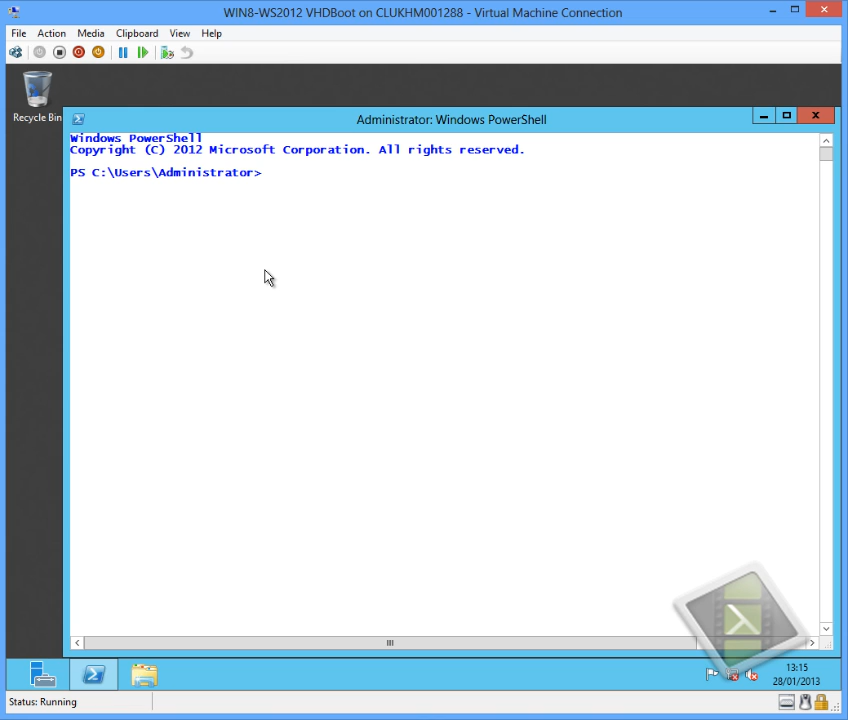 WIN8-WS2012 VHDBoot on CLUKHM001288 - Virtual Machine Connection
File Action Media Clipboard View Help
Recycle Bin
Administrator: Windows PowerShell
Windows PowerShell
Copyright (C) 2012 Microsoft Corporation. All rights reserved.
PS C:\Users\Administrator>
13:15
28/01/2013
Status: Running